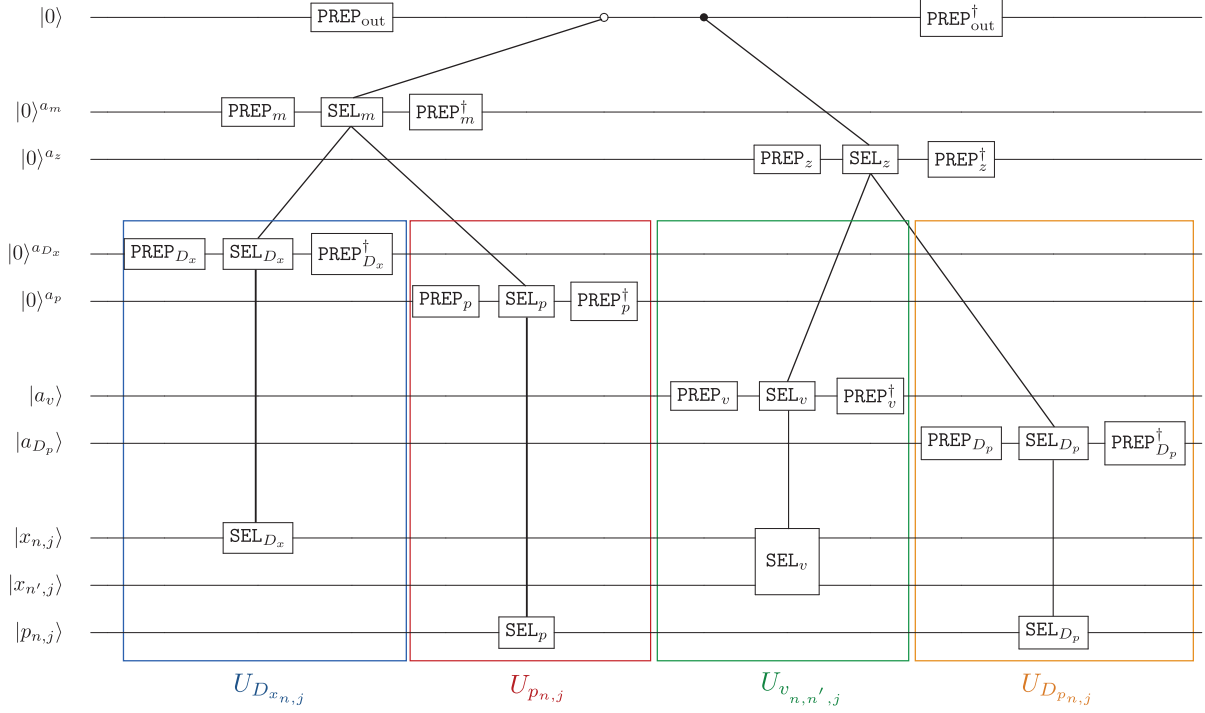 |0⟩ PREP_out PREP†_out
|0⟩^{a_m} PREP_m SEL_m PREP†_m
|0⟩^{a_z} PREP_z SEL_z PREP†_z
|0⟩^{a_{D_x}} PREP_{D_x} SEL_{D_x} PREP†_{D_x}
|0⟩^{a_p} PREP_p SEL_p PREP†_p
|a_v⟩ PREP_v SEL_v PREP†_v
|a_{D_p}⟩ PREP_{D_p} SEL_{D_p} PREP†_{D_p}
|x_{n,j}⟩ SEL_{D_x}
SEL_v
|x_{n′,j}⟩
|p_{n,j}⟩ SEL_p SEL_{D_p}
U_{D_{x_{n,j}}} U_{p_{n,j}} U_{v_{n,n′,j}} U_{D_{p_{n,j}}}